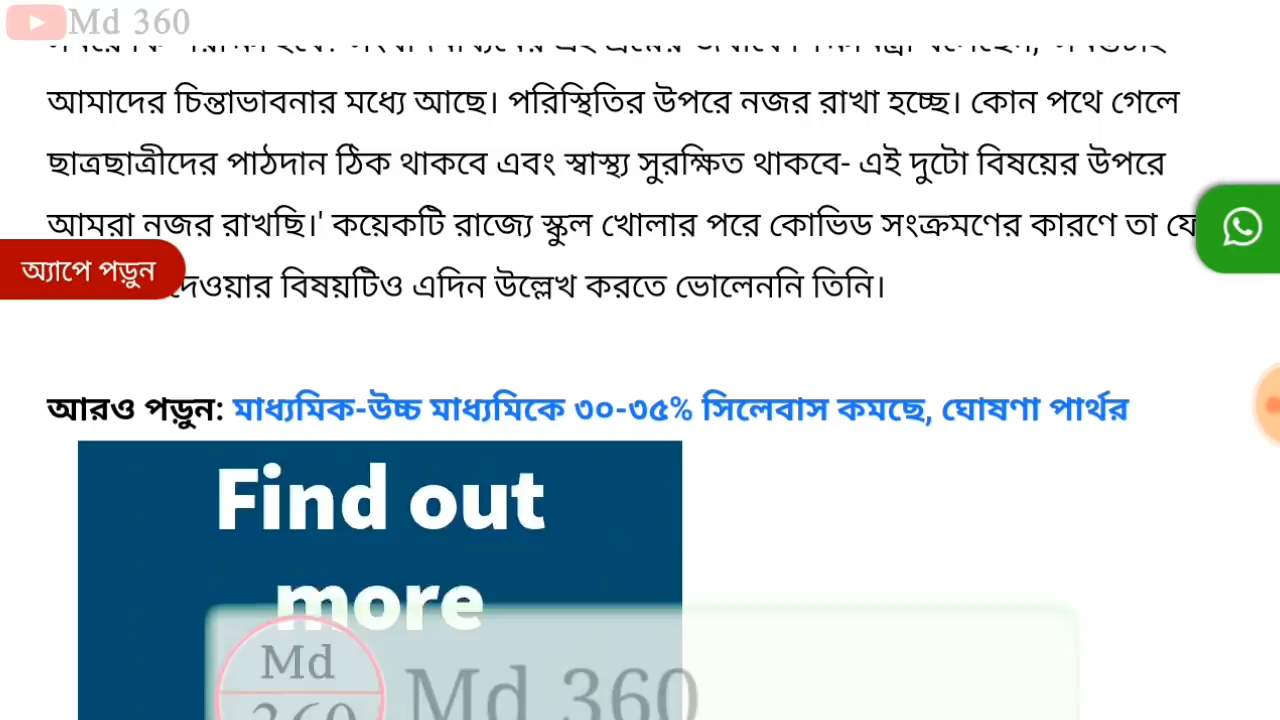 Md 360
আমাদের চিন্তাভাবনার মধ্যে আছে। পরিস্থিতির উপরে নজর রাখা হচ্ছে। কোন পথে গেলে
ছাত্রছাত্রীদের পাঠদান ঠিক থাকবে এবং স্বাস্থ্য সুরক্ষিত থাকবে- এই দুটো বিষয়ের উপরে
আমরা নজর রাখছি।' কয়েকটি রাজ্যে স্কুল খোলার পরে কোভিড সংক্রমণের কারণে তা
অ্যাপে পড়ুন
বিষয়টিও এদিন উল্লেখ করতে ভোলেননি তিনি।
আরও পড়ুন: মাধ্যমিক-উচ্চ মাধ্যমিকে ৩০-৩৫% সিলেবাস কমছে, ঘোষণা পার্থর
Find out
more
Md
360
Md 360